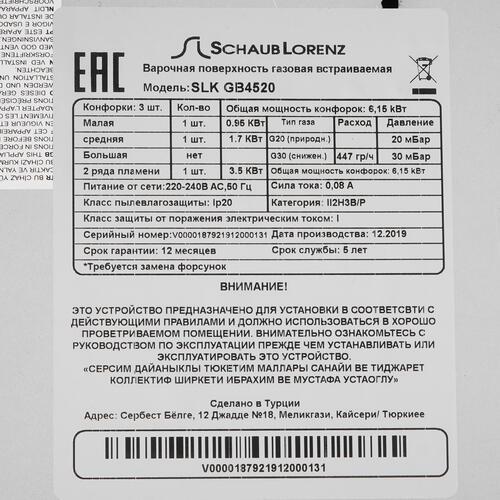 EAC
SCHAUB LORENZ
Варочная поверхность газовая встраиваемая
Модель: SLK GB4520
Конфорки: 3 шт. Кол-во Общая мощность конфорок: 6,15 кВт
Малая 1 шт. 0.95 КВт Тип газа Расход Давление
средняя 1 шт. 1.7 КВт G20 (природн.) 20 мБар
Большая нет G30 (снижен.) 447 гр/ч 30 мБар
2 ряда пламени 1 шт. 3.5 КВт Общая мощность конфорок: 6,15 кВт
Питание от сети: 220-240В АС,50 Гц Сила тока: 0,08 А
Класс пылевлагозащиты: Ip20 Категория: II2H3B/P
Класс защиты от поражения электрическим током: I
Серийный номер: V0000187921912000131 Дата производства: 12.2019
Срок гарантии: 12 месяцев Срок службы: 5 лет
*Требуется замена форсунок
ВНИМАНИЕ!
ЭТО УСТРОЙСТВО ПРЕДНАЗНАЧЕНО ДЛЯ УСТАНОВКИ В СООТВЕТСВТИ С
ДЕЙСТВУЮЩИМИ ПРАВИЛАМИ И ДОЛЖНО ИСПОЛЬЗОВАТЬСЯ В ХОРОШО
ПРОВЕТРИВАЕМОМ ПОМЕЩЕНИИ. ВНИМАТЕЛЬНО ОЗНАКОМЬТЕСЬ С
РУКОВОДСТВОМ ПО ЭКСПЛУАТАЦИИ ПРЕЖДЕ ЧЕМ УСТАНАВЛИВАТЬ ИЛИ
ЭКСПЛУАТИРОВАТЬ ЭТО УСТРОЙСТВО.
«СЕРСИМ ДАЙАНЫКЛЫ ТЮКЕТИМ МАЛЛАРЫ САНАЙИ ВЕ ТИДЖАРЕТ
КОЛЛЕКТИФ ШИРКЕТИ ИБРАХИМ ВЕ МУСТАФА УСТАОГЛУ»
Сделано в Турции
Адрес: Сербест Бёлге, 12 Джадде №18, Меликгази, Кайсери/ Тюркиее
V0000187921912000131